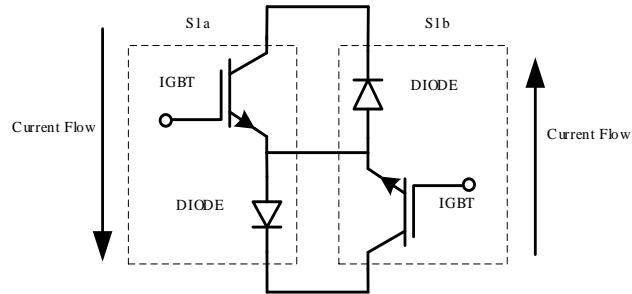 S1a
S1b
IGBT
DIODE
Current Flow
Current Flow
DIODE
IGBT